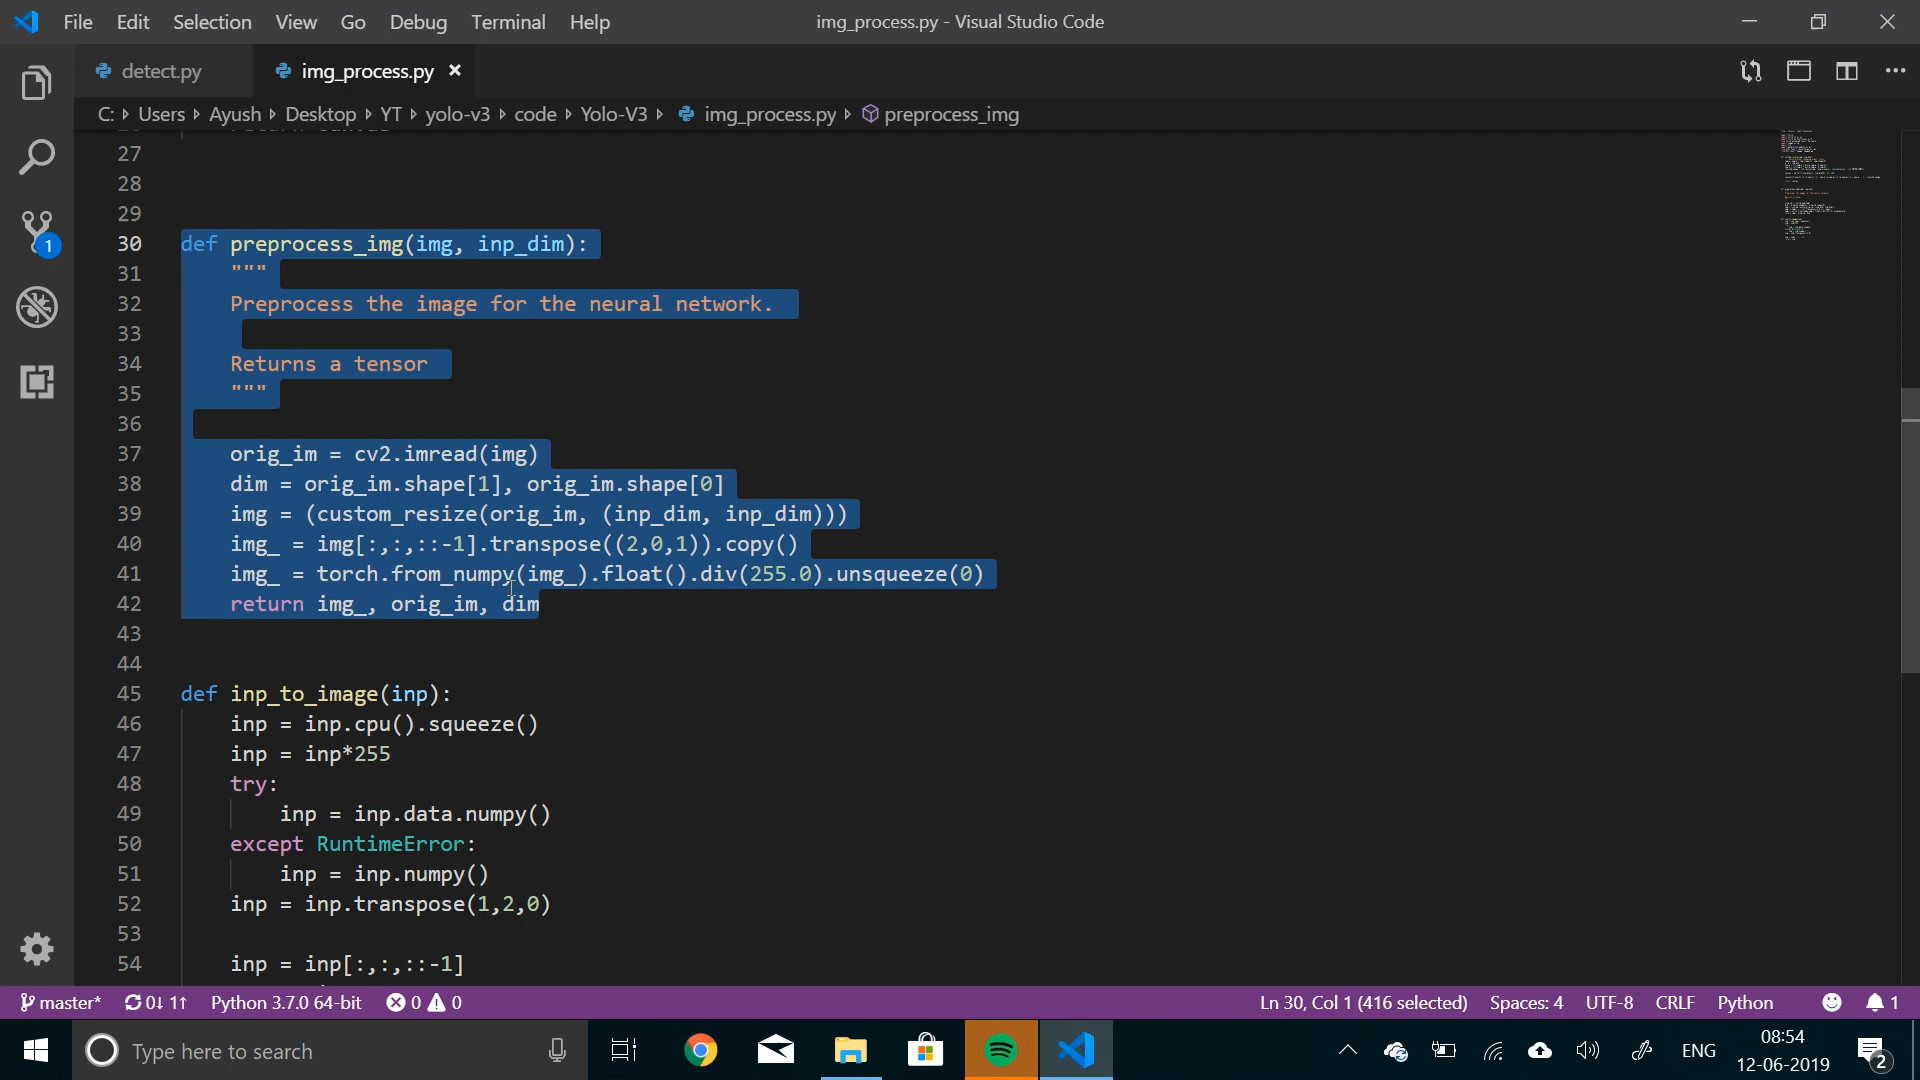 File Edit Selection View Go Debug Terminal Help
img_process.py - Visual Studio Code
detect.py
img_process.py
C: Users Ayush Desktop YT yolo-v3 code Yolo-V3 img_process.py preprocess_img
27
28
29
30 def preprocess_img(img, inp_dim):
31 """
32 Preprocess the image for the neural network.
33
34 Returns a tensor
35 """
36
37 orig_im = cv2.imread(img)
38 dim = orig_im.shape[1], orig_im.shape[0]
39 img = (custom_resize(orig_im, (inp_dim, inp_dim)))
40 img_ = img[:,:,::-1].transpose((2,0,1)).copy()
41 img_ = torch.from_numpy(img_).float().div(255.0).unsqueeze(0)
42 return img_, orig_im, dim
43
44
45 def inp_to_image(inp):
46 inp = inp.cpu().squeeze()
47 inp = inp*255
48 try:
49 inp = inp.data.numpy()
50 except RuntimeError:
51 inp = inp.numpy()
52 inp = inp.transpose(1,2,0)
53
54 inp = inp[:,:,::-1]
1
master* 0↓ 1↑ Python 3.7.0 64-bit 0 0 Ln 30, Col 1 (416 selected) Spaces: 4 UTF-8 CRLF Python 1
Type here to search
ENG
08:54
12-06-2019
2